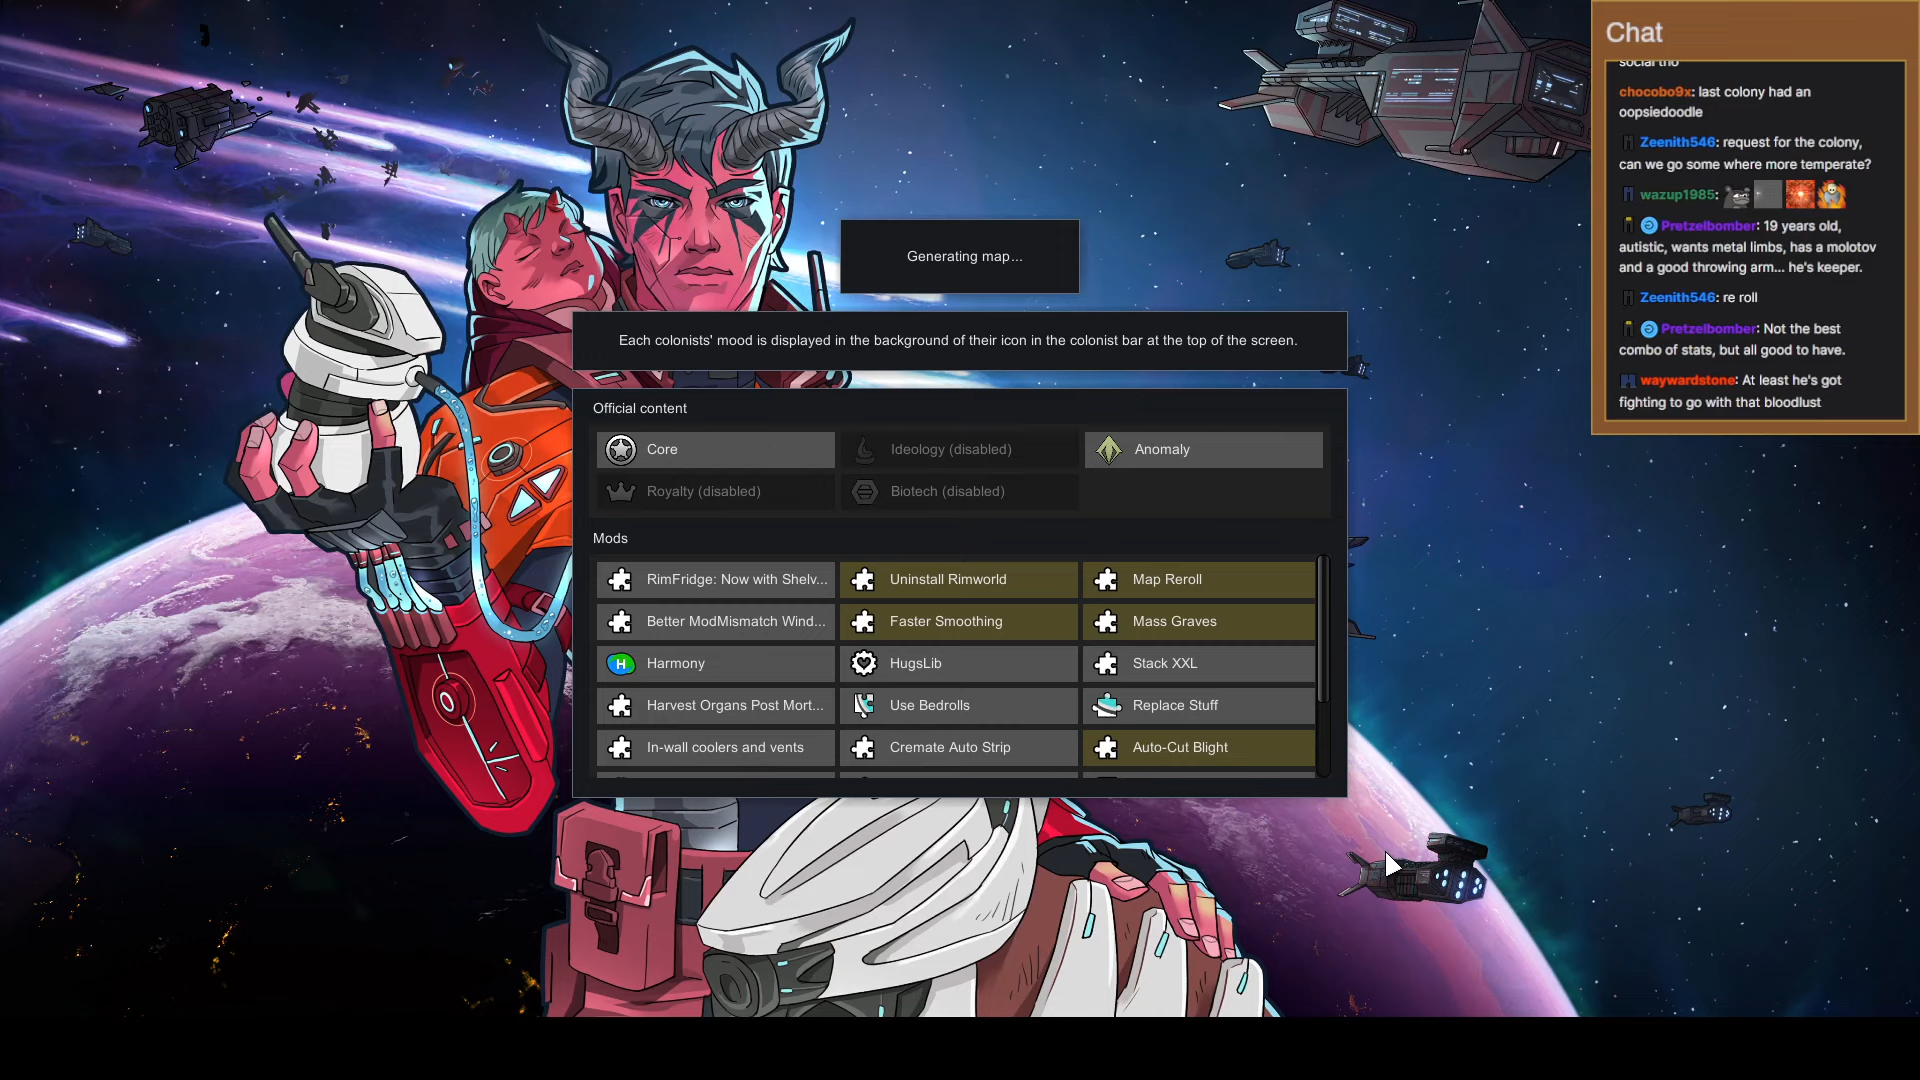 Chat
social tho
chocobo9x: last colony had an
oopsiedoodle
Zeenith546: request for the colony,
can we go some where more temperate?
wazup1985:
Pretzelbomber: 19 years old,
autistic, wants metal limbs, has a molotov
and a good throwing arm... he's keeper.
Zeenith546: re roll
Pretzelbomber: Not the best
combo of stats, but all good to have.
waywardstone: At least he's got
fighting to go with that bloodlust
Generating map...
Each colonists' mood is displayed in the background of their icon in the colonist bar at the top of the screen.
Official content
Core
Ideology (disabled)
Anomaly
Royalty (disabled)
Biotech (disabled)
Mods
RimFridge: Now with Shelv...
Uninstall Rimworld
Map Reroll
Better ModMismatch Wind...
Faster Smoothing
Mass Graves
H
Harmony
HugsLib
Stack XXL
Harvest Organs Post Mort...
Use Bedrolls
Replace Stuff
In-wall coolers and vents
Cremate Auto Strip
Auto-Cut Blight